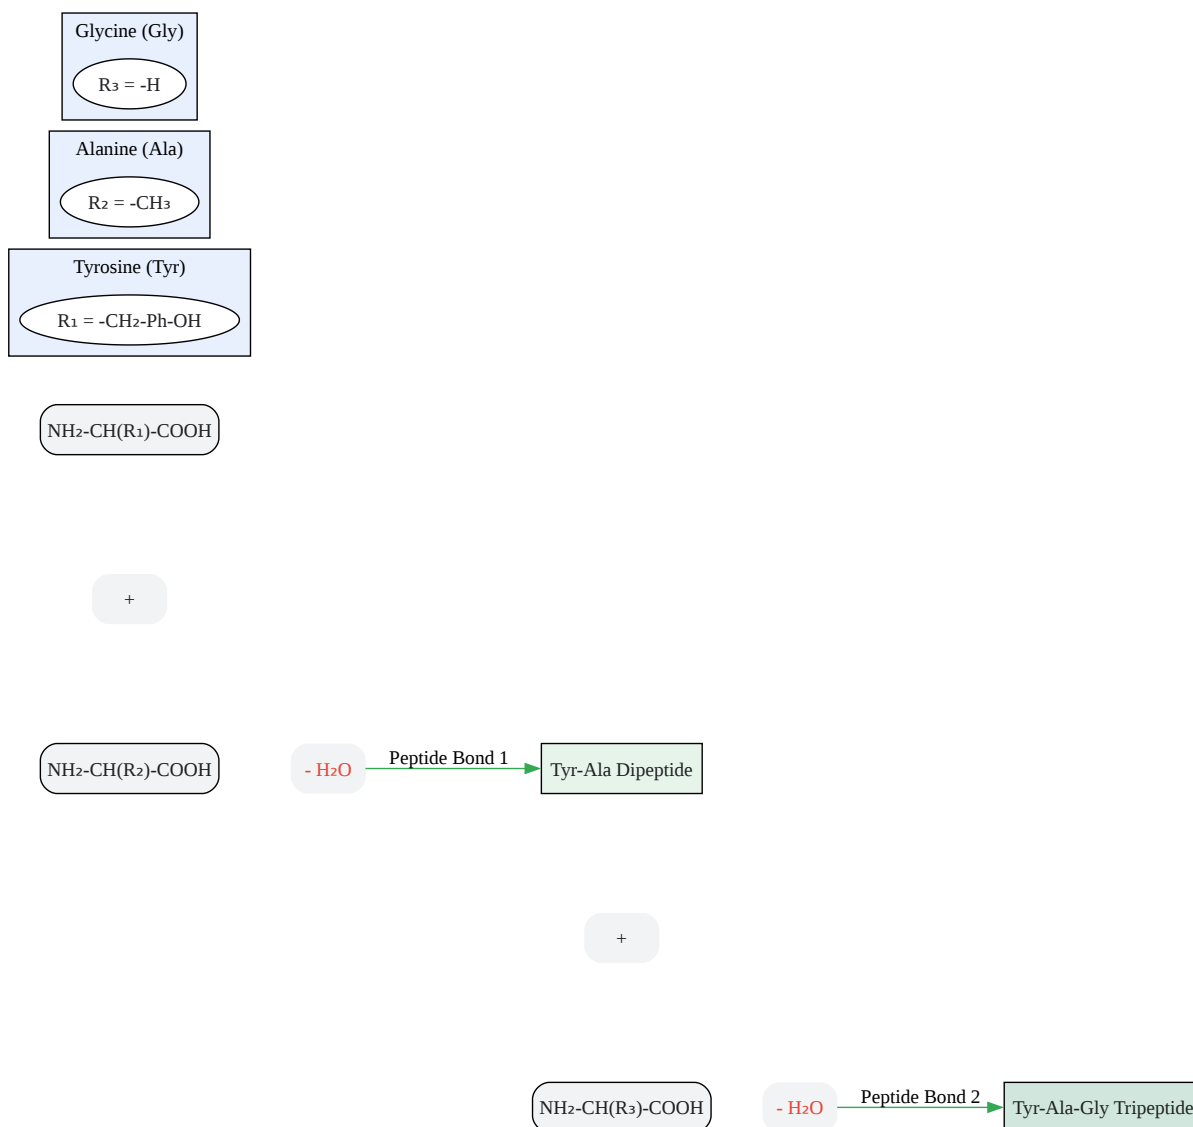 Glycine (Gly)
R₃ = -H
Alanine (Ala)
R₂ = -CH₃
Tyrosine (Tyr)
R₁ = -CH₂-Ph-OH
NH₂-CH(R₁)-COOH
+
NH₂-CH(R₂)-COOH
- H₂O
Peptide Bond 1
Tyr-Ala Dipeptide
+
NH₂-CH(R₃)-COOH
- H₂O
Peptide Bond 2
Tyr-Ala-Gly Tripeptide